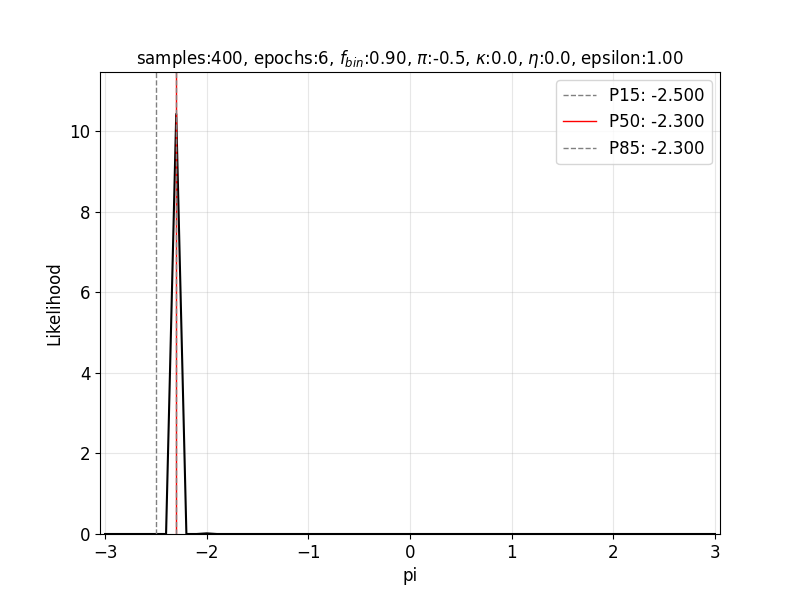 samples:400, epochs:6, f_bin:0.90, π:-0.5, κ:0.0, η:0.0, epsilon:1.00
P15: -2.500
P50: -2.300
P85: -2.300
Likelihood
10
8
6
4
2
0
−3 −2 −1 0 1 2 3
pi